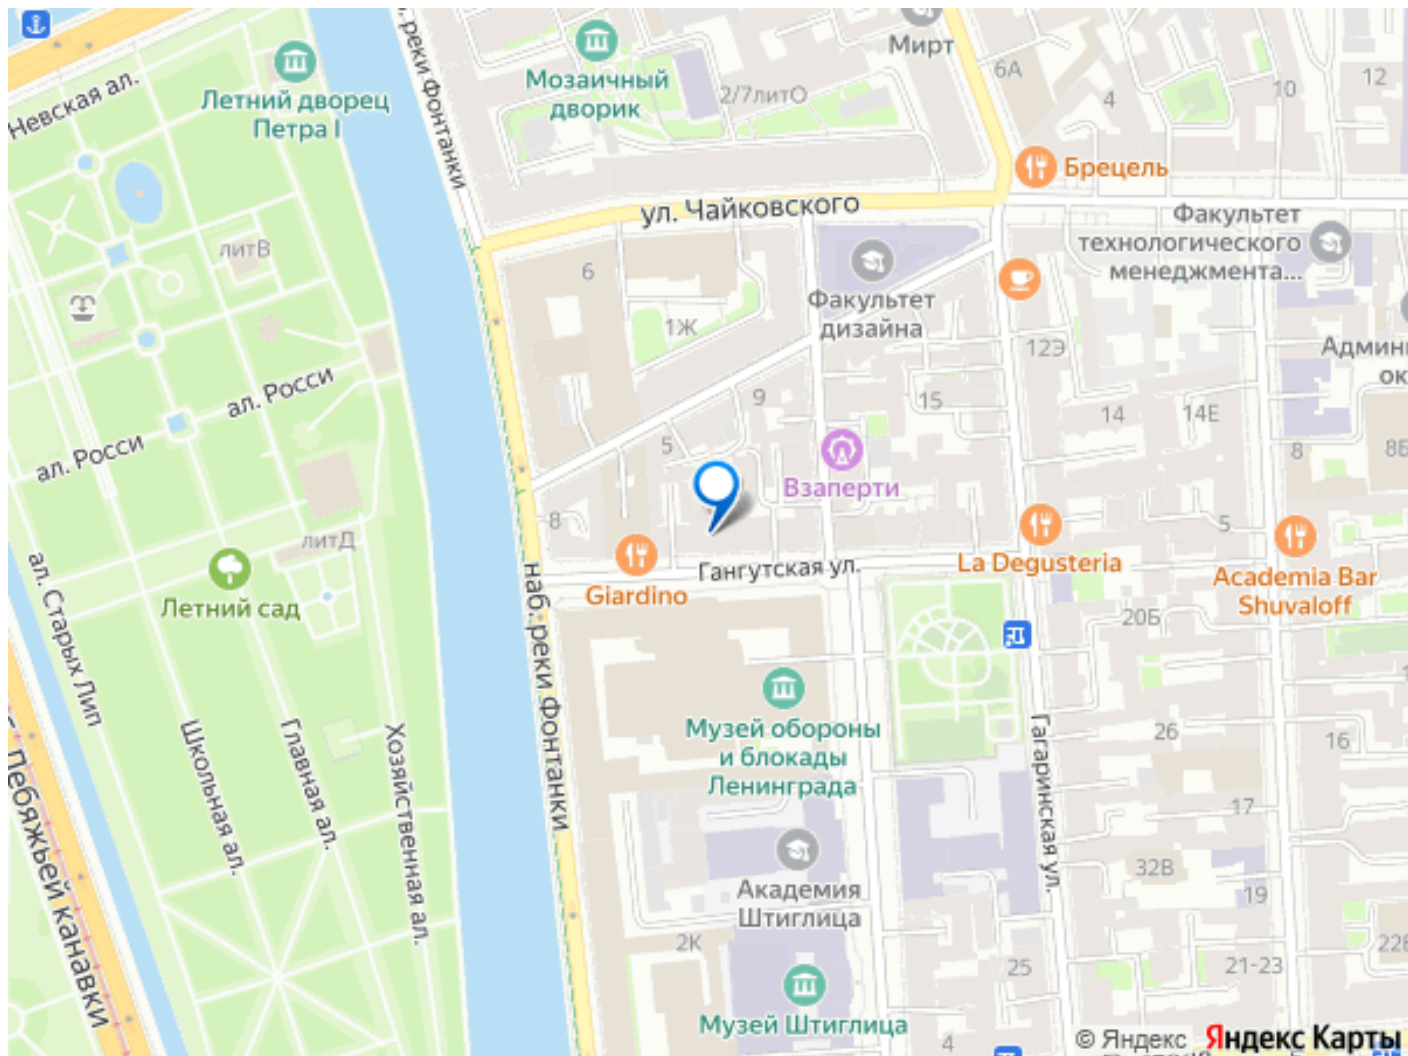 Невская ал.
Летний дворец
Петра I
наб. реки Фонтанки
Мозаичный
дворик
2/7литО
Мирт
6А
4
10
12
Брецель
ул. Чайковского
Факультет
технологического
менеджмента...
литВ
6
1Ж
Факультет
дизайна
12Э
ал. Росси
9
15
14
14Е
ал. Росси
5
8
8Б
Взаперти
8
5
литД
Giardino
Гангутская ул.
La Degusteria
Academia Bar
Shuvaloff
Летний сад
20Б
ал. Старых Лип
наб. реки Фонтанки
Музей обороны
и блокады
Ленинграда
Гагаринская ул.
26
16
Школьная ал.
Главная ал.
Хозяйственная ал.
Лебяжьей канавки
17
32В
19
Академия
Штиглица
2К
25
21-23
Музей Штиглица
4
© Яндекс Яндекс Карты